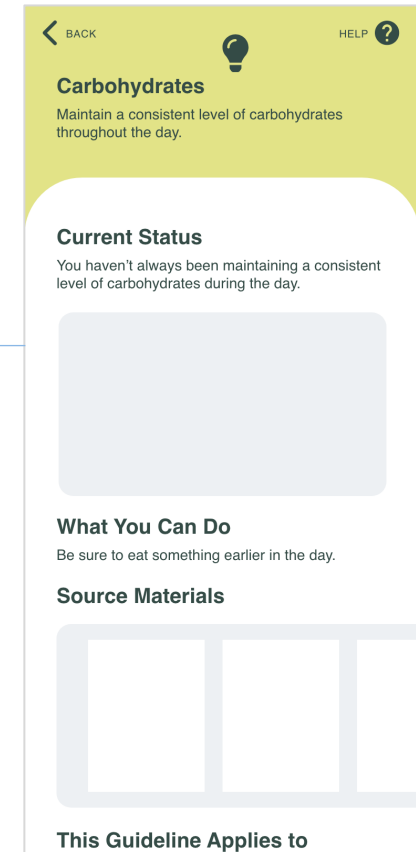 BACK
HELP
Carbohydrates
Maintain a consistent level of carbohydrates
throughout the day.
Current Status
You haven’t always been maintaining a consistent
level of carbohydrates during the day.
What You Can Do
Be sure to eat something earlier in the day.
Source Materials
This Guideline Applies to